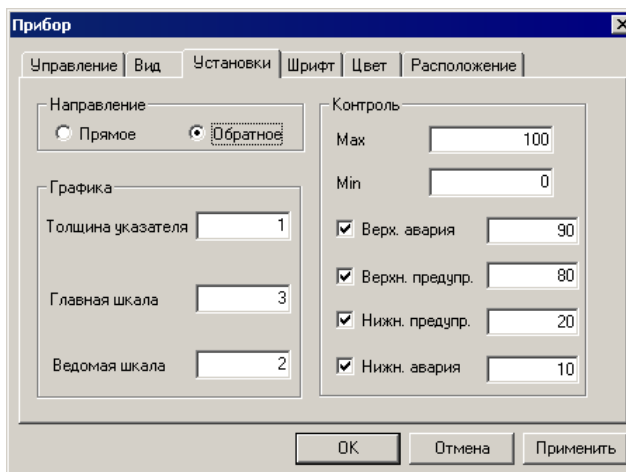 Прибор
Управление Вид Установки Шрифт Цвет Расположение
Направление
Прямое Обратное
Графика
Толщина указателя 1
Главная шкала 3
Ведомая шкала 2
Контроль
Max 100
Min 0
Верх. авария 90
Верхн. предупр. 80
Нижн. предупр. 20
Нижн. авария 10
OK Отмена Применить